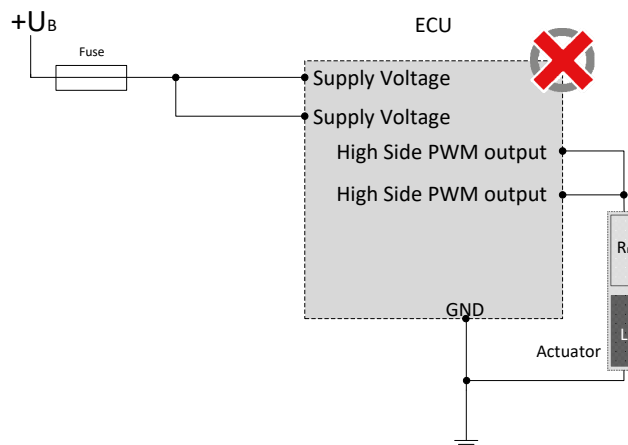 +UB
ECU
Fuse
Supply Voltage
Supply Voltage
High Side PWM output
High Side PWM output
R
L
GND
Actuator